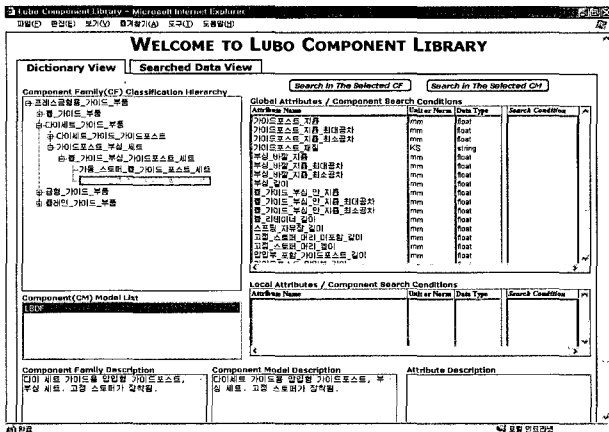 Lubo Component Library - Microsoft Internet Explorer
파일(F) 편집(E) 보기(V) 즐겨찾기(A) 도구(T) 도움말(H)
WELCOME TO LUBO COMPONENT LIBRARY
Dictionary View Searched Data View
Search In The Selected CF Search in The Selected CM
Component Family(CF) Classification Hierarchy
프레스금형용_가이드_부품
다이세트_가이드_부품
다이세트_가이드_가이드포스트
가이드포스트_부싱_세트
볼_가이드_부싱_가이드포스트_세트
가동_스토퍼_볼_가이드_포스트_세트
금형_가이드_부품
플레인_가이드_부품
Global Attributes / Component Search Conditions
Attribute Name Unit or Norm Data Type Search Condition
가이드포스트_지름 mm float
가이드포스트_지름_최대공차 mm float
가이드포스트_지름_최소공차 mm float
가이드포스트_재질 KS string
부싱_바깥_지름 mm float
부싱_바깥_지름_최대공차 mm float
부싱_바깥_지름_최소공차 mm float
부싱_길이 mm float
볼_가이드_부싱_안_지름 mm float
볼_가이드_부싱_안_지름_최대공차 mm float
볼_가이드_부싱_안_지름_최소공차 mm float
볼_리테이너_길이 mm float
스프링_자유장_길이 mm float
고정_스토퍼_머리_미포함_길이 mm float
고정_스토퍼_머리_길이 mm float
압입부_포함_가이드포스트_길이 mm float
Component(CM) Model List
LBDF
Local Attributes / Component Search Conditions
Attribute Name Unit or Norm Data Type Search Condition
Component Family Description
다이 세트 가이드용 압입형 가이드포스트,
부싱 세트. 고정 스토퍼가 장착됨.
Component Model Description
다이세트 가이드용 압입형 가이드포스트, 부
싱 세트. 고정 스토퍼가 장착됨.
Attribute Description
완료 로컬 인트라넷